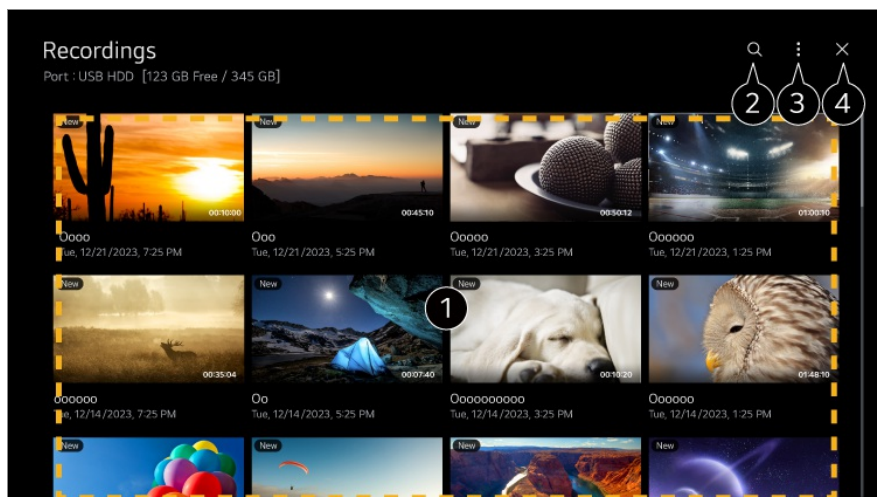 Recordings
Port : USB HDD [123 GB Free / 345 GB]
2 3 4
New New New New
00:10:00 00:45:10 00:50:12 01:00:10
Oooo Ooo Ooooo Oooooo
Tue, 12/21/2023, 7:25 PM Tue, 12/21/2023, 5:25 PM Tue, 12/21/2023, 3:25 PM Tue, 12/21/2023, 1:25 PM
New New New New
1
00:35:04 00:07:40 00:10:20 01:48:10
oooooo Oo Oooooooooo Oooooo
Tue, 12/14/2023, 7:25 PM Tue, 12/14/2023, 5:25 PM Tue, 12/14/2023, 3:25 PM Tue, 12/14/2023, 1:25 PM
New New New New